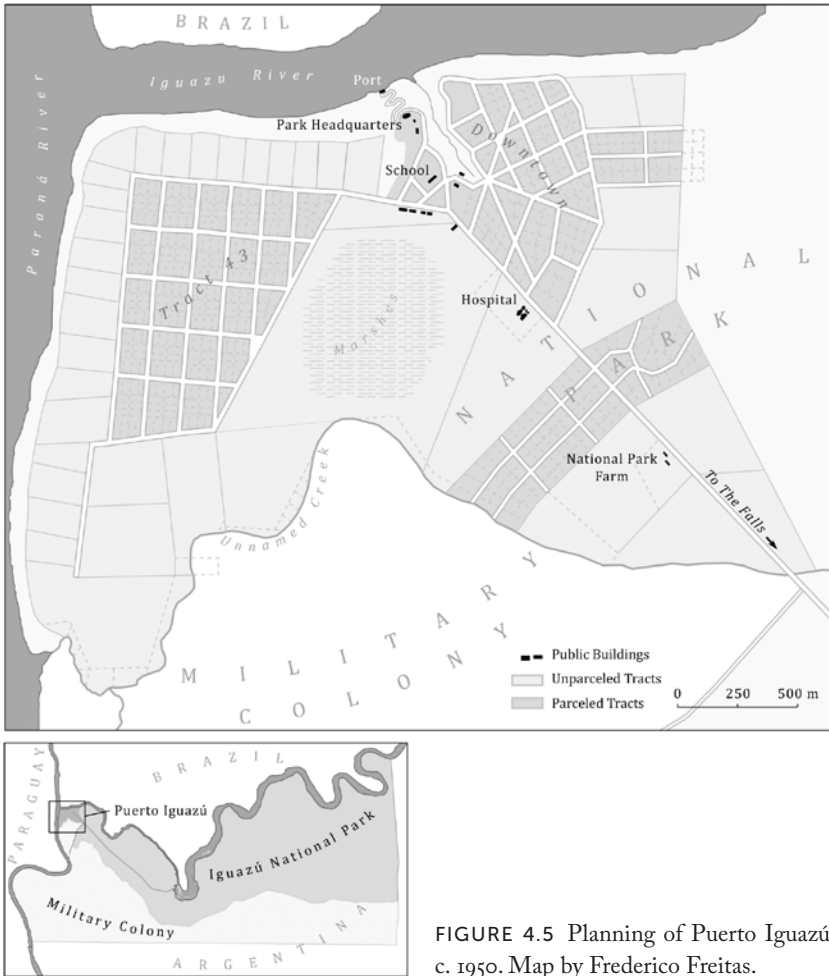 BRAZIL
Iguazu River
Paraná River
Port
Park Headquarters
Downtown
School
Tract 43
Marshes
Hospital
NATIONAL
PARK
National Park
Farm
To The Falls
Unnamed Creek
MILITARY
COLONY
Public Buildings
Unparceled Tracts
Parceled Tracts
0 250 500 m
PARAGUAY
BRAZIL
Puerto Iguazú
Iguazú National Park
Military Colony
ARGENTINA
FIGURE 4.5 Planning of Puerto Iguazú
c. 1950. Map by Frederico Freitas.